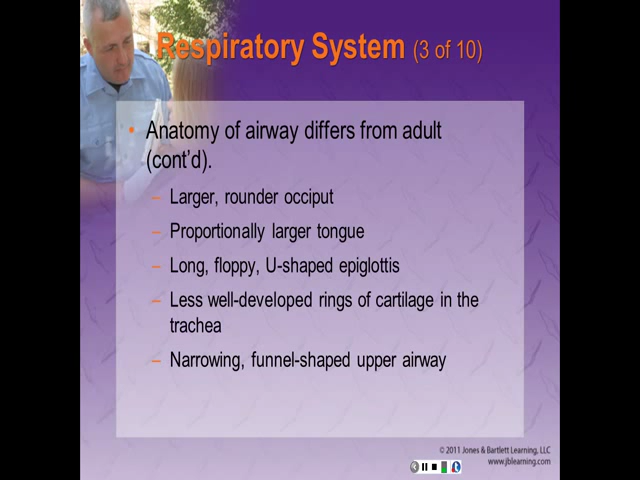 Respiratory System (3 of 10)
• Anatomy of airway differs from adult
(cont’d).
– Larger, rounder occiput
– Proportionally larger tongue
– Long, floppy, U-shaped epiglottis
– Less well-developed rings of cartilage in the
trachea
– Narrowing, funnel-shaped upper airway
© 2011 Jones & Bartlett Learning, LLC
www.jblearning.com